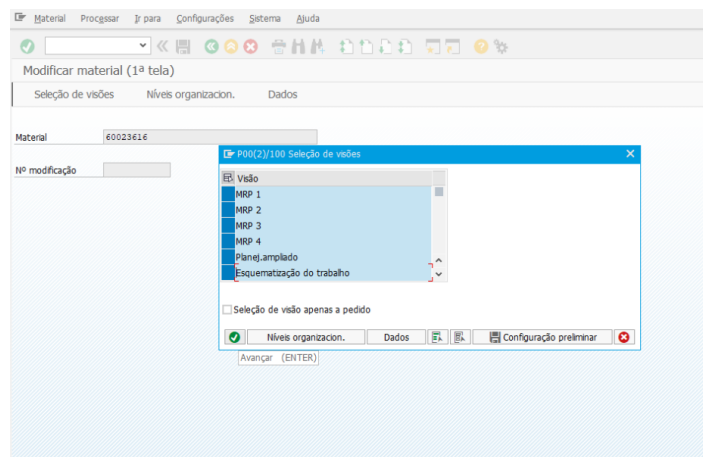 Material Processar Ir para Configurações Sistema Ajuda
Modificar material (1ª tela)
Seleção de visões Níveis organizacion. Dados
Material 60023616
Nº modificação
P00(2)/100 Seleção de visões
Visão
MRP 1
MRP 2
MRP 3
MRP 4
Planej.ampliado
Esquematização do trabalho
Seleção de visão apenas a pedido
Níveis organizacion. Dados Configuração preliminar
Avançar (ENTER)